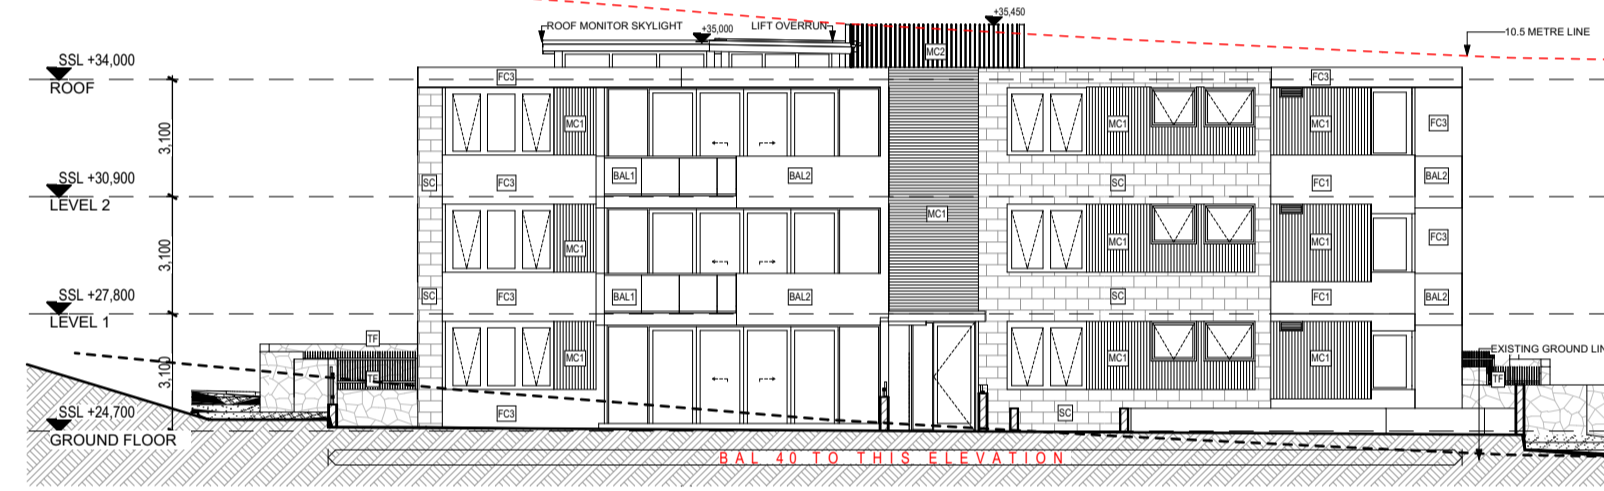 +35,450
ROOF MONITOR SKYLIGHT
+35,000
LIFT OVERRUN
10.5 METRE LINE
MC2
SSL +34,000
ROOF
FC3
FC3
3,100
MC1
MC1
MC1
FC3
SSL +30,900
LEVEL 2
SC
FC3
BAL1
BAL2
SC
FC1
BAL2
3,100
MC1
MC1
MC1
MC1
FC3
SSL +27,800
LEVEL 1
SC
FC3
BAL1
BAL2
SC
FC1
BAL2
3,100
TF
TF
MC1
MC1
MC1
EXISTING GROUND LIN
TF
SSL +24,700
GROUND FLOOR
FC3
SC
BAL 40 TO THIS ELEVATION